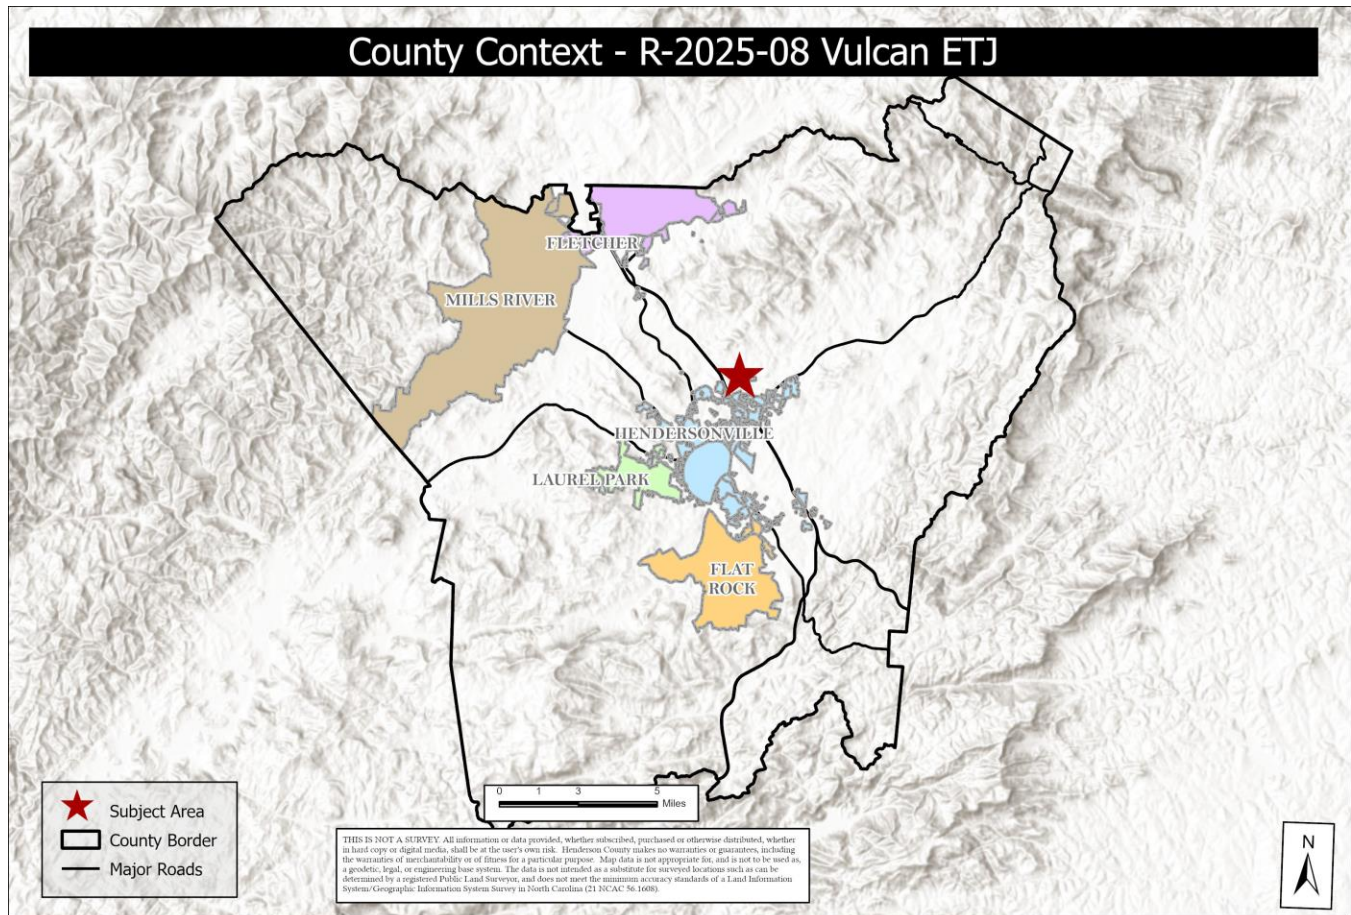 County Context - R-2025-08 Vulcan ETJ
FLETCHER
MILLS RIVER
HENDERSONVILLE
LAUREL PARK
FLAT
ROCK
Subject Area
County Border
Major Roads
0 1 3 5
Miles
THIS IS NOT A SURVEY. All information or data provided, whether subscribed, purchased or otherwise distributed, whether
in hard copy or digital media, shall be at the user's own risk. Henderson County makes no warranties or guarantees, including
the warranties of merchantability or of fitness for a particular purpose. Map data is not appropriate for, and is not to be used as,
a geodetic, legal, or engineering base system. The data is not intended as a substitute for surveyed locations such as can be
determined by a registered Public Land Surveyor, and does not meet the minimum accuracy standards of a Land Information
System/Geographic Information System Survey in North Carolina (21 NCAC 56.1608).
N